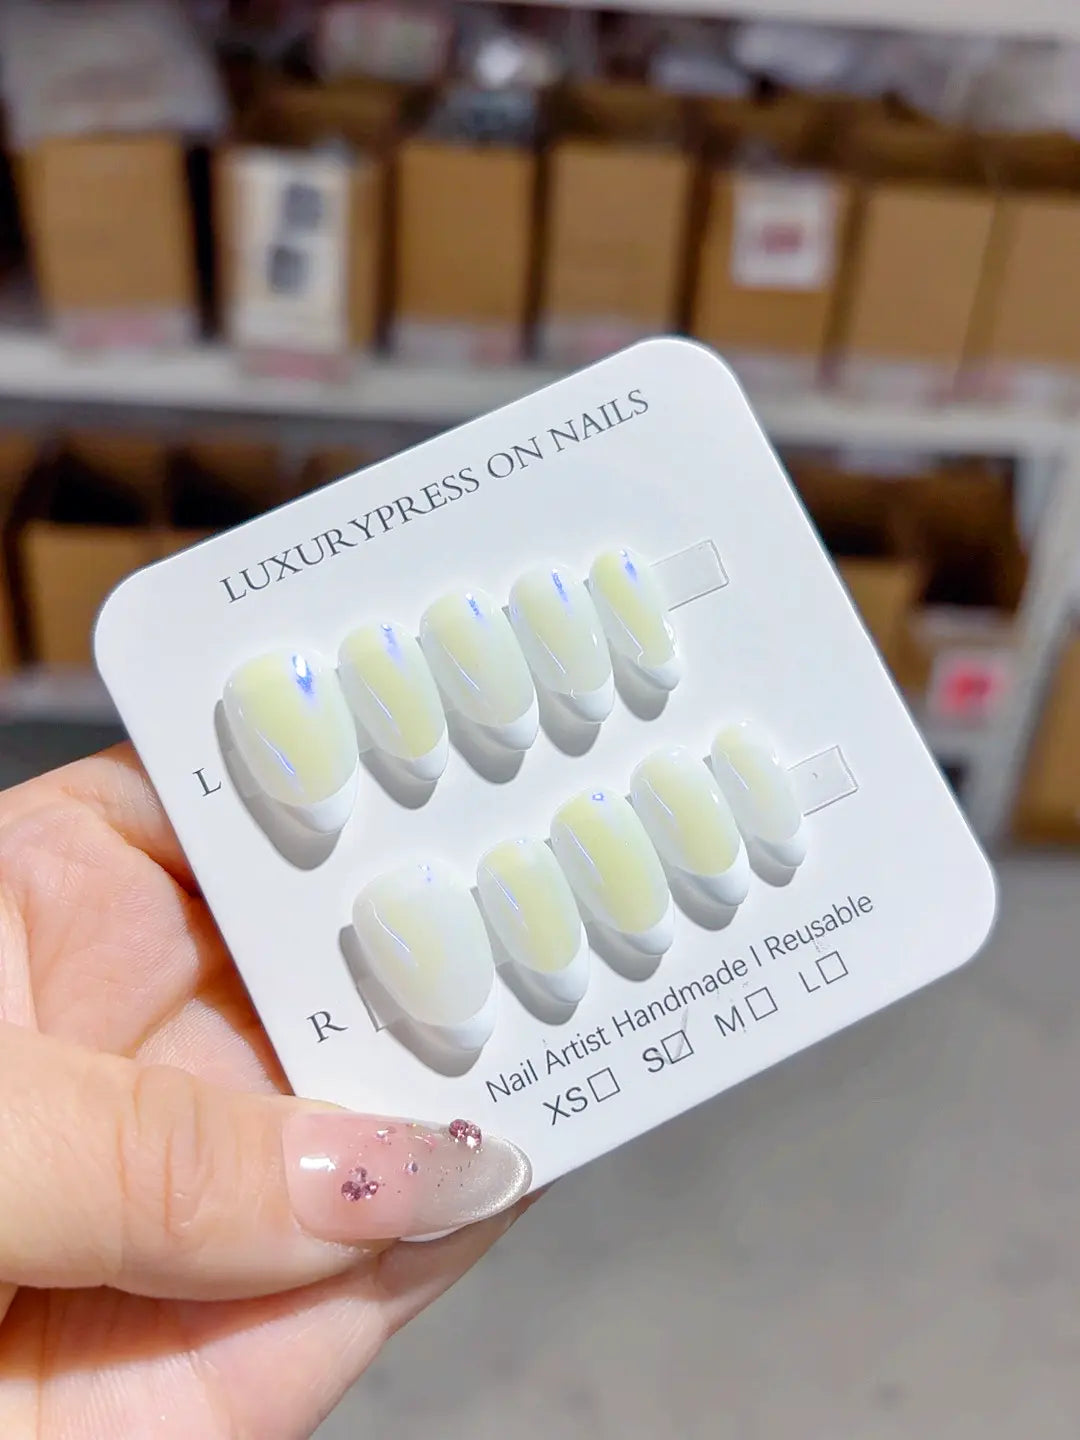 LUXURYPRESS ON NAILS
L
R
Nail Artist Handmade | Reusable
XS□ S□ M□ L□